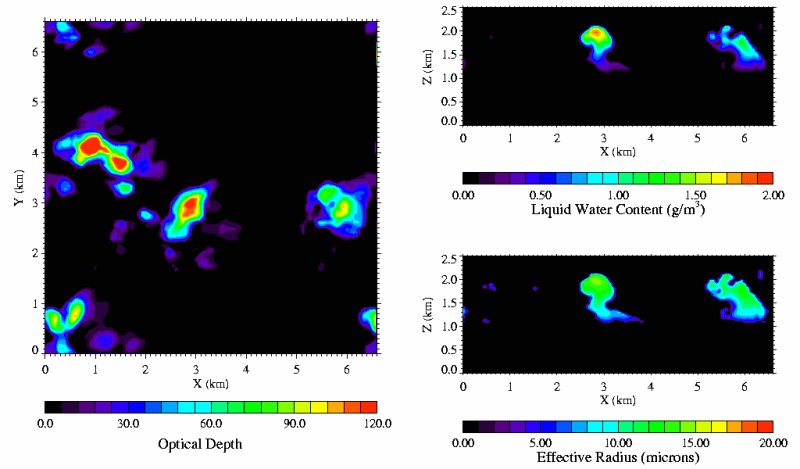 6
5
4
3
2
1
0
Y (km)
0 1 2 3 4 5 6
X (km)
0.0 30.0 60.0 90.0 120.0
Optical Depth
2.5
2.0
1.5
1.0
0.5
0.0
Z (km)
0 1 2 3 4 5 6
X (km)
0.00 0.50 1.00 1.50 2.00
Liquid Water Content (g/m³)
2.5
2.0
1.5
1.0
0.5
0.0
Z (km)
0 1 2 3 4 5 6
X (km)
0.00 5.00 10.00 15.00 20.00
Effective Radius (microns)